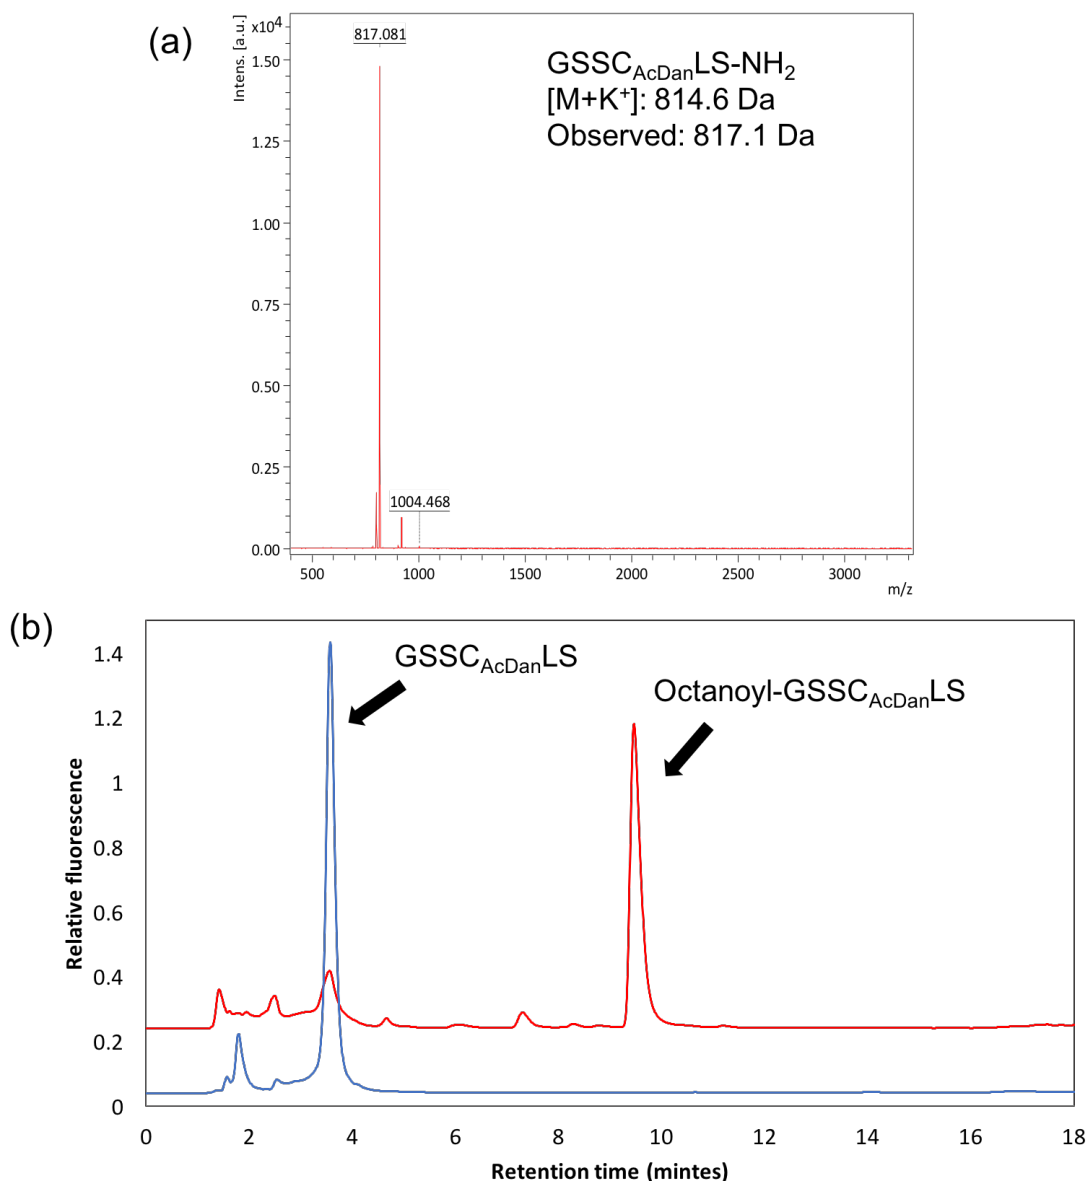 (a)
x10⁴
Intens. [a.u.]
817.081
GSSC_AcDanLS-NH₂
[M+K⁺]: 814.6 Da
Observed: 817.1 Da
1.50
1.25
1.00
0.75
0.50
0.25
0.00
1004.468
500 1000 1500 2000 2500 3000
m/z
(b)
GSSC_AcDanLS
Octanoyl-GSSC_AcDanLS
Relative fluorescence
1.4
1.2
1
0.8
0.6
0.4
0.2
0
0 2 4 6 8 10 12 14 16 18
Retention time (mintes)